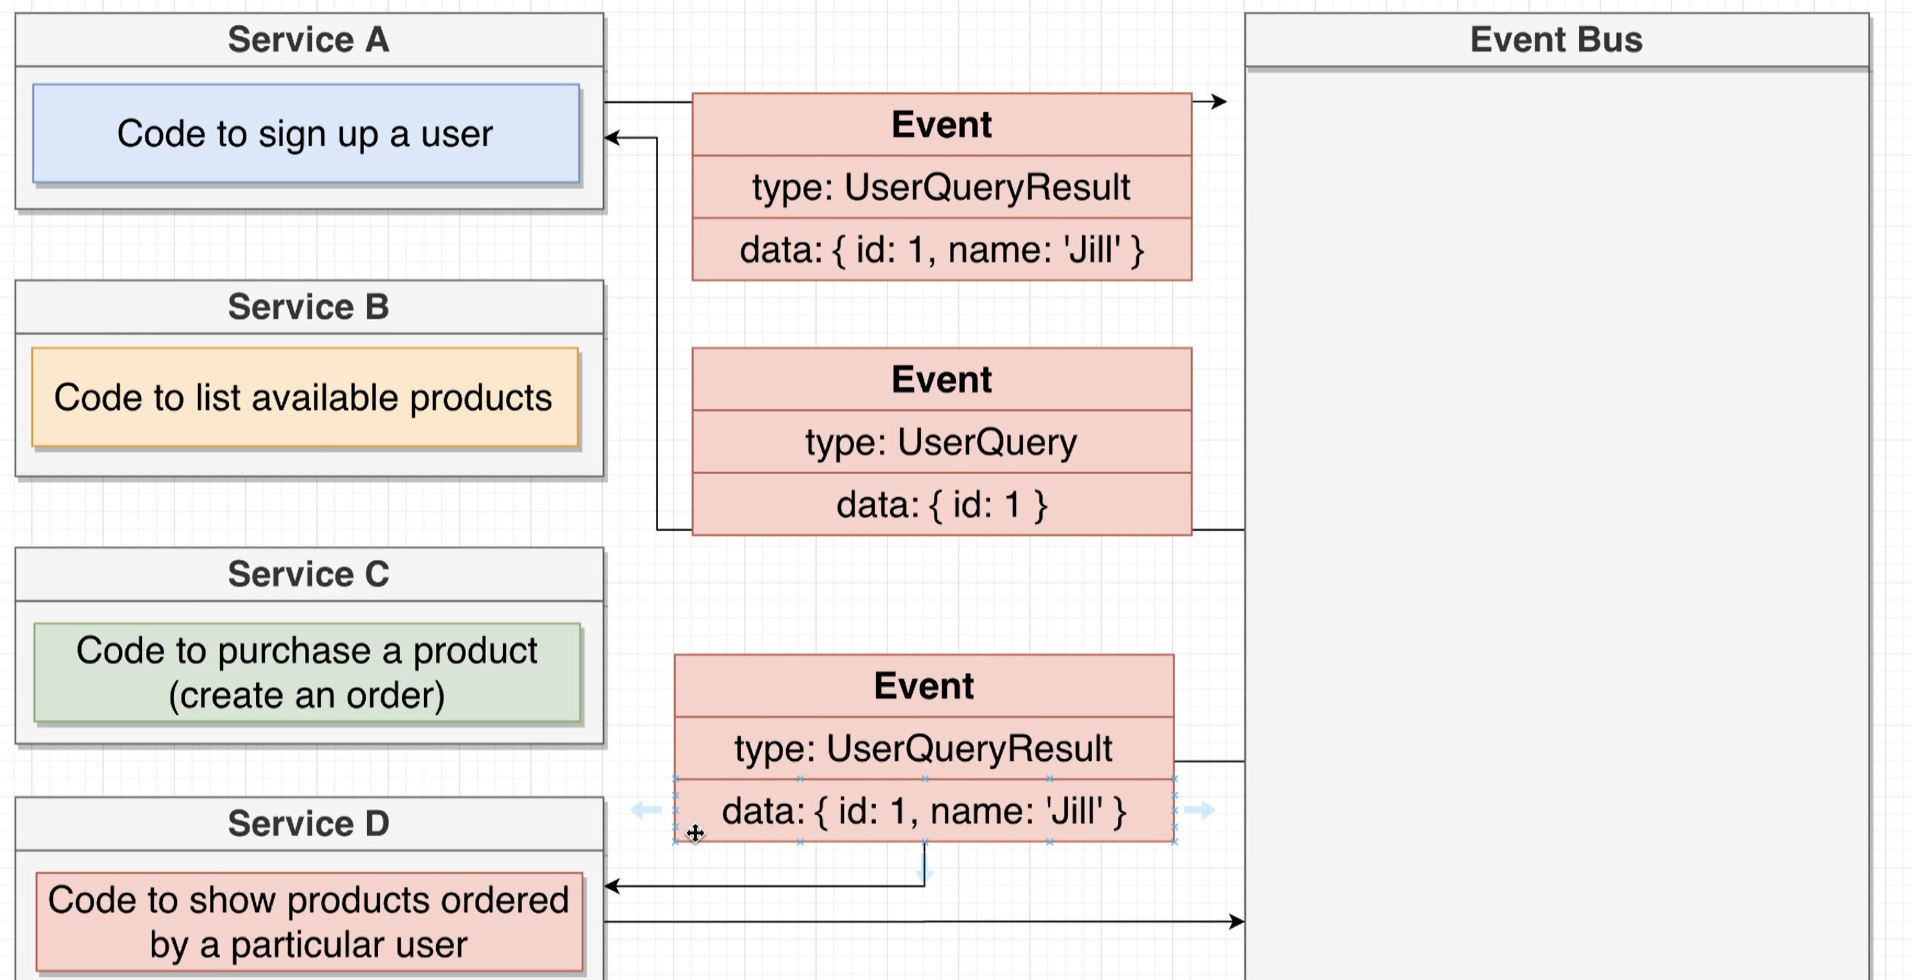 Service A
Code to sign up a user
Service B
Code to list available products
Service C
Code to purchase a product
(create an order)
Service D
Code to show products ordered
by a particular user
Event
type: UserQueryResult
data: { id: 1, name: 'Jill' }
Event
type: UserQuery
data: { id: 1 }
Event
type: UserQueryResult
data: { id: 1, name: 'Jill' }
Event Bus